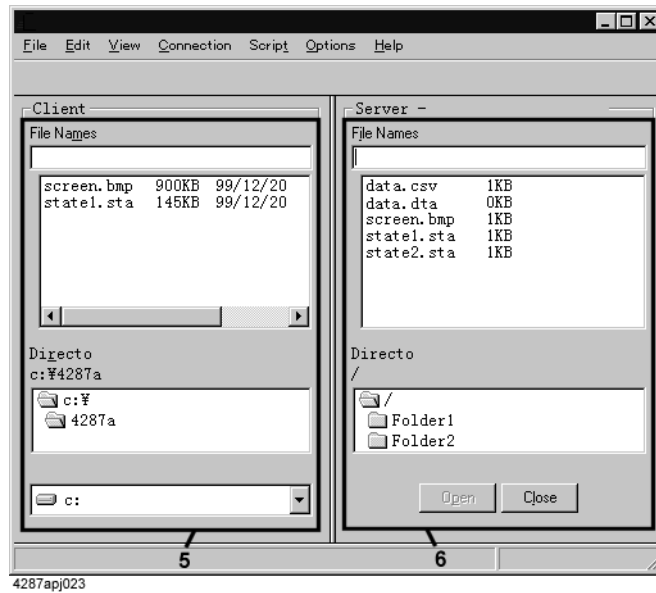 File Edit View Connection Script Options Help
Client
File Names
screen.bmp 900KB 99/12/20
state1.sta 145KB 99/12/20
Directo
c:¥4287a
c:¥
4287a
c:
5
Server -
File Names
data.csv 1KB
data.dta 0KB
screen.bmp 1KB
state1.sta 1KB
state2.sta 1KB
Directo
/
/
Folder1
Folder2
Open Close
6
4287apj023